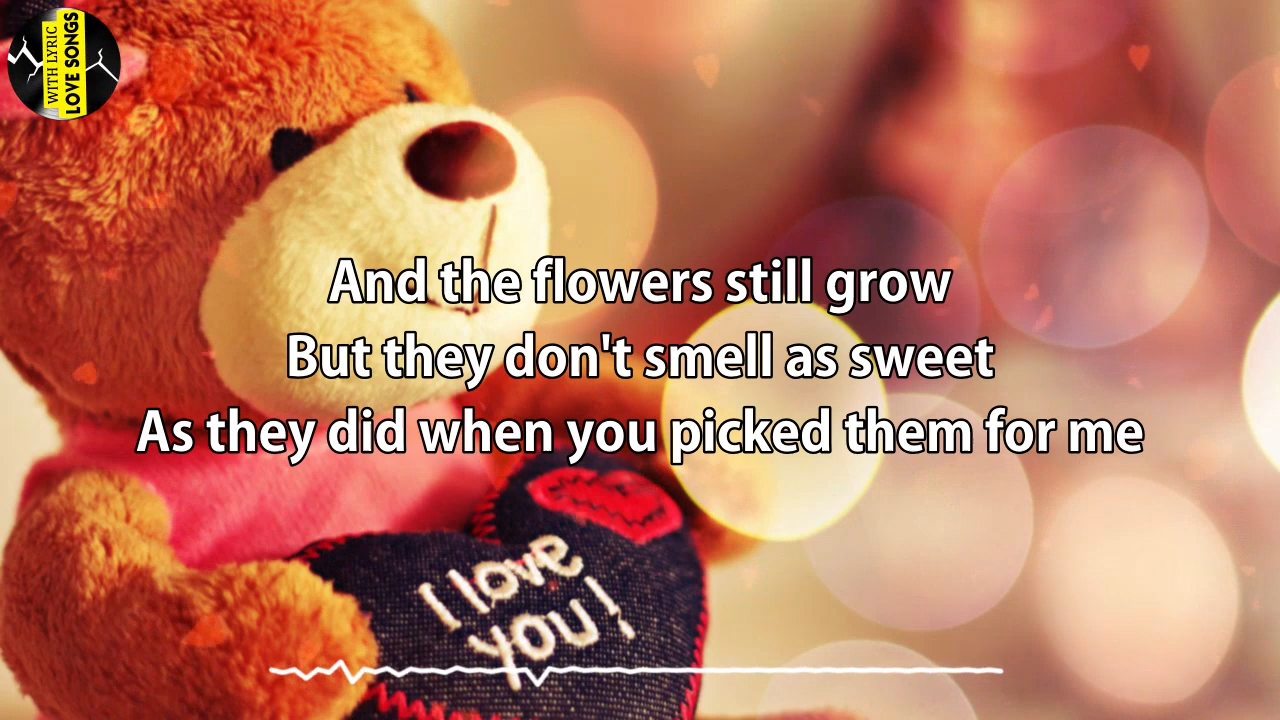 WITH LYRIC
LOVE SONGS
And the flowers still grow
But they don't smell as sweet
As they did when you picked them for me
I love
you!